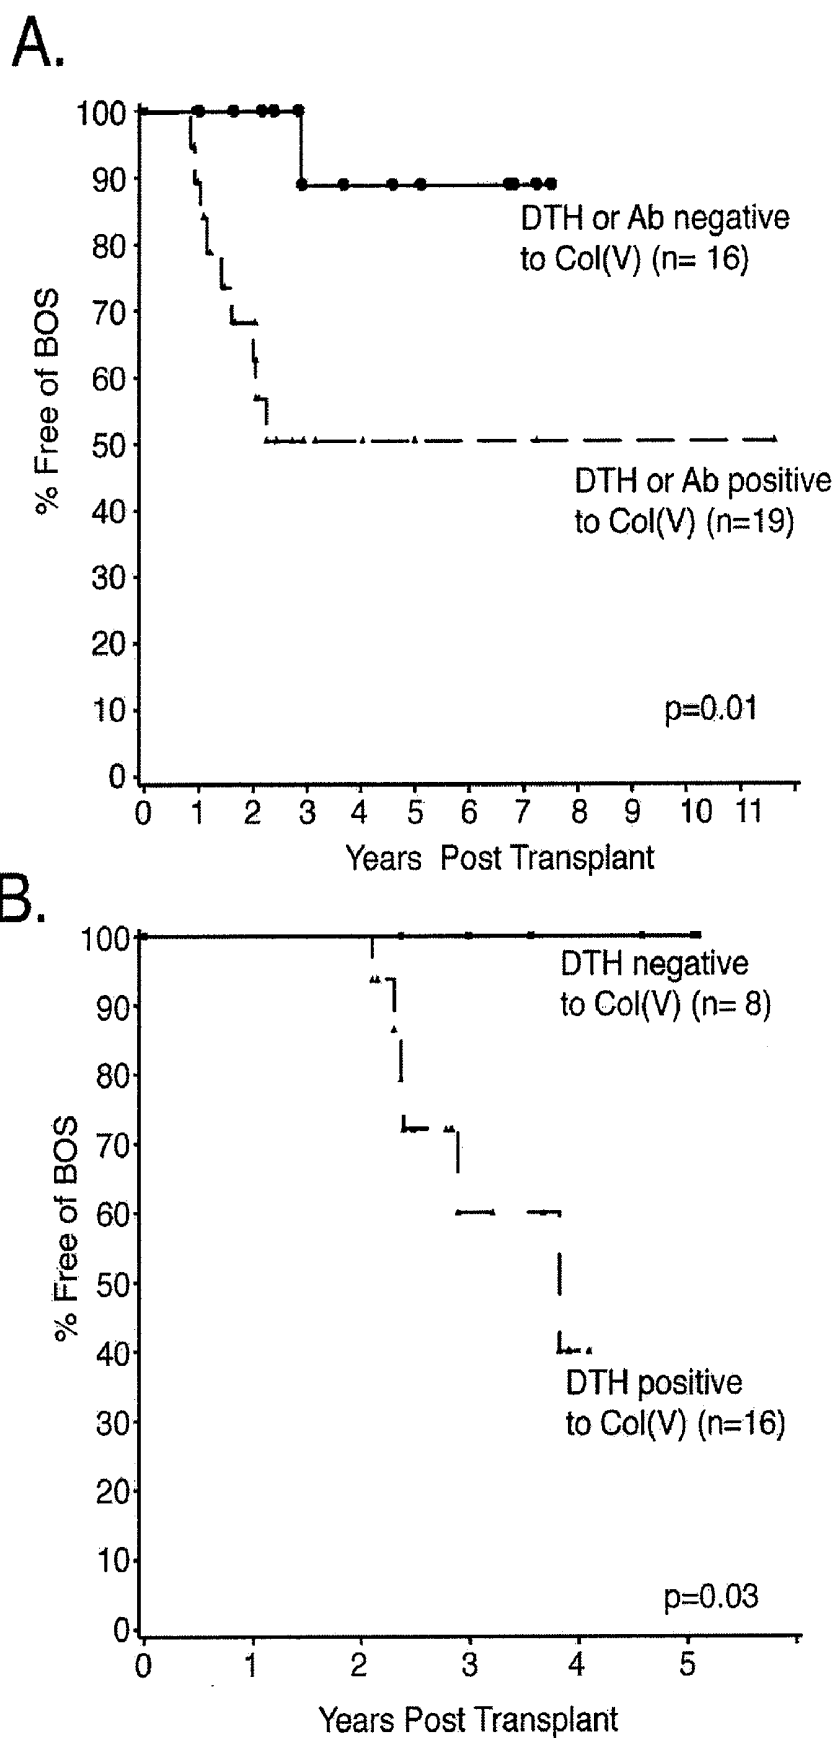 A.
100
90
80
70
60
50
40
30
20
10
0
% Free of BOS
DTH or Ab negative
to Col(V) (n= 16)
DTH or Ab positive
to Col(V) (n=19)
p=0.01
0 1 2 3 4 5 6 7 8 9 10 11
Years Post Transplant
B.
100
90
80
70
60
50
40
30
20
10
0
% Free of BOS
DTH negative
to Col(V) (n= 8)
DTH positive
to Col(V) (n=16)
p=0.03
0 1 2 3 4 5
Years Post Transplant